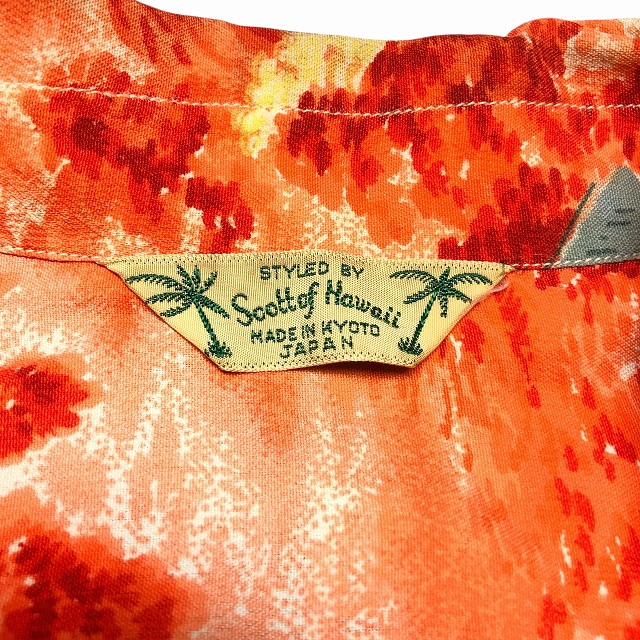 STYLED BY
Scott of Hawaii
MADE IN KYOTO
JAPAN